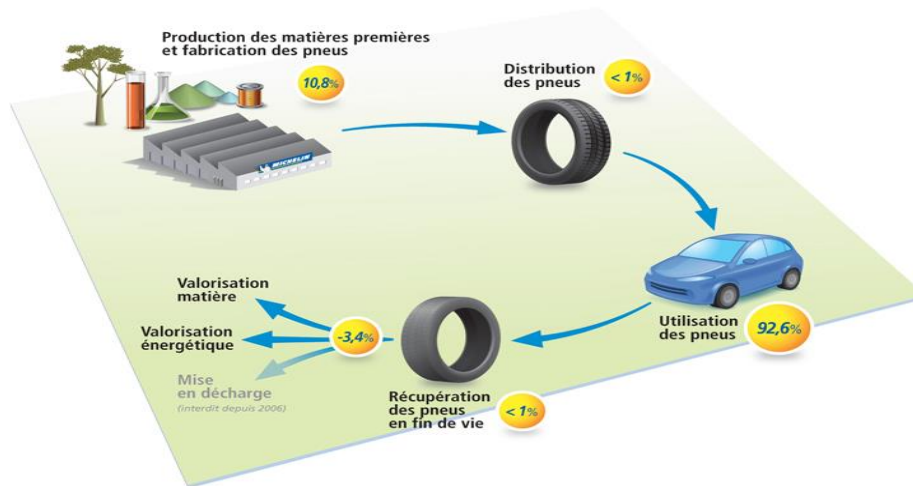 Production des matières premières
et fabrication des pneus
10,8%
Distribution
des pneus
< 1%
MICHELIN
Utilisation
des pneus
92,6%
Récupération
des pneus
en fin de vie
< 1%
-3,4%
Valorisation
matière
Valorisation
énergétique
Mise
en décharge
(interdit depuis 2006)